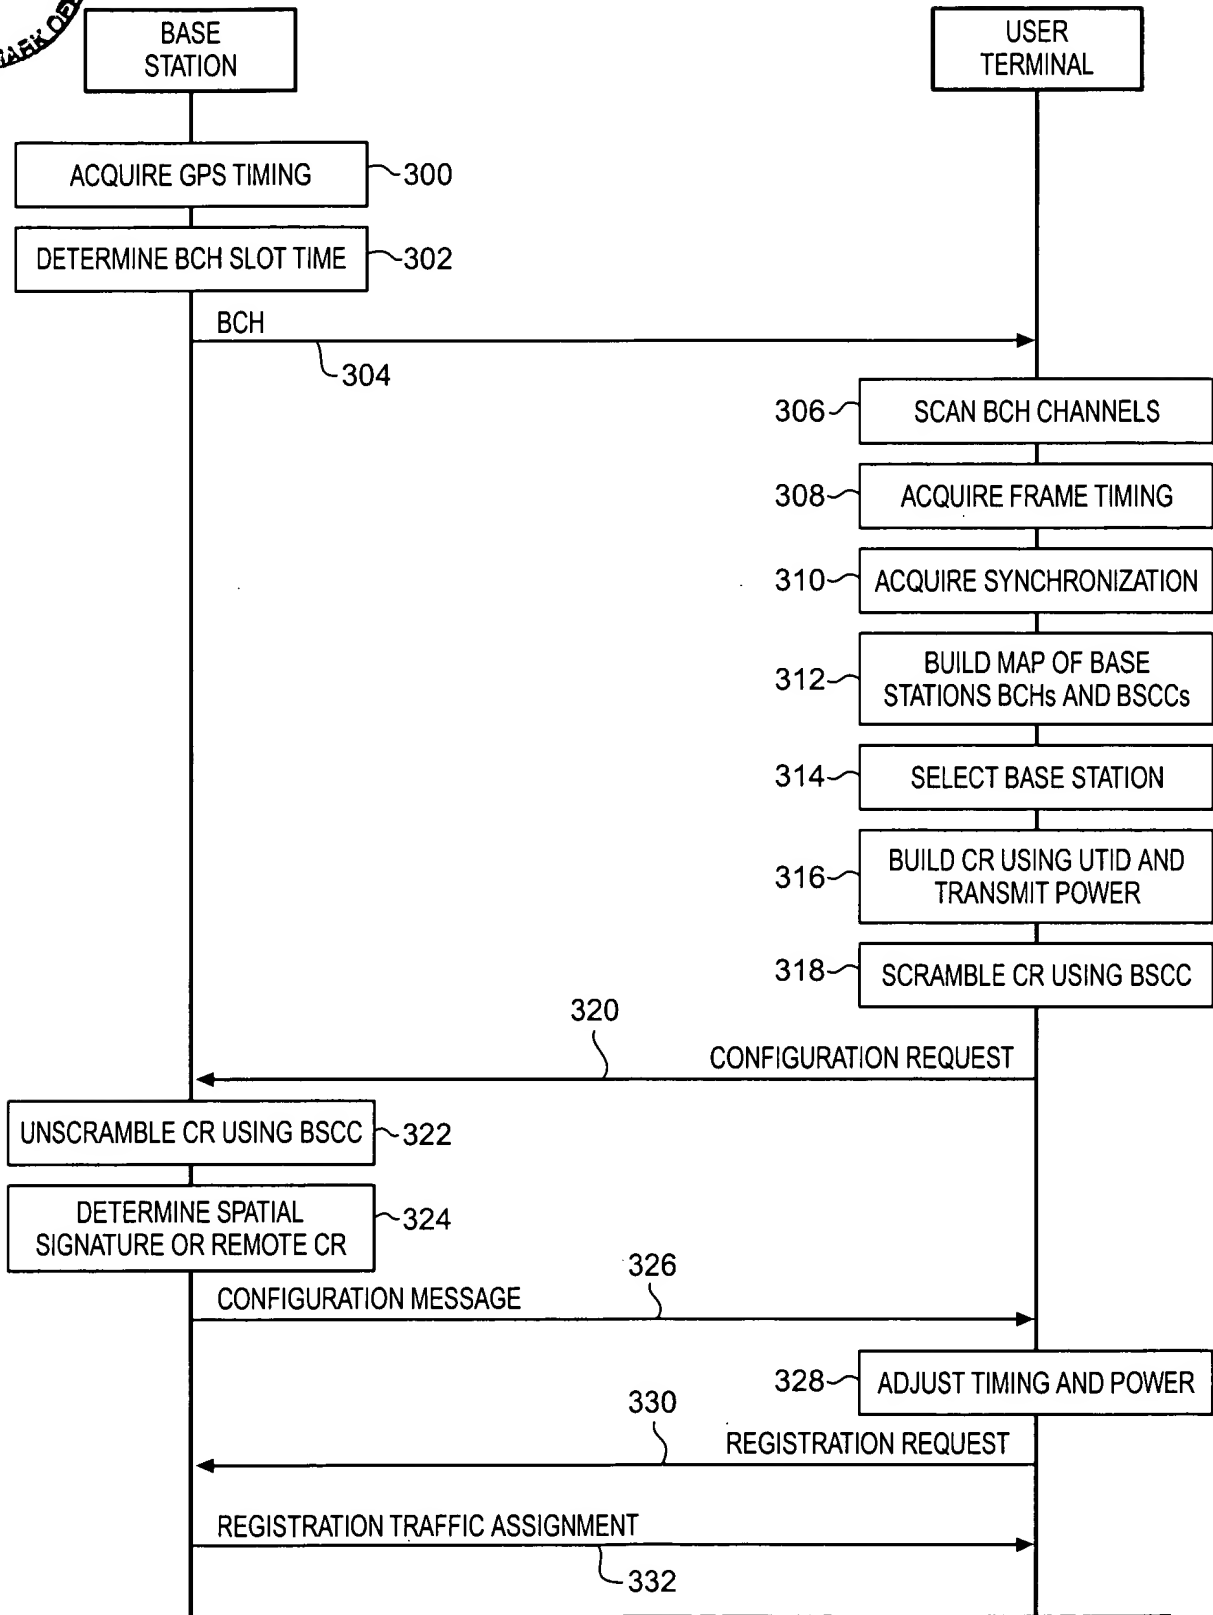 BASE
STATION
USER
TERMINAL
ACQUIRE GPS TIMING
300
DETERMINE BCH SLOT TIME
302
BCH
304
306
SCAN BCH CHANNELS
308
ACQUIRE FRAME TIMING
310
ACQUIRE SYNCHRONIZATION
312
BUILD MAP OF BASE
STATIONS BCHs AND BSCCs
314
SELECT BASE STATION
316
BUILD CR USING UTID AND
TRANSMIT POWER
318
SCRAMBLE CR USING BSCC
320
CONFIGURATION REQUEST
UNSCRAMBLE CR USING BSCC
322
DETERMINE SPATIAL
SIGNATURE OR REMOTE CR
324
326
CONFIGURATION MESSAGE
328
ADJUST TIMING AND POWER
330
REGISTRATION REQUEST
REGISTRATION TRAFFIC ASSIGNMENT
332